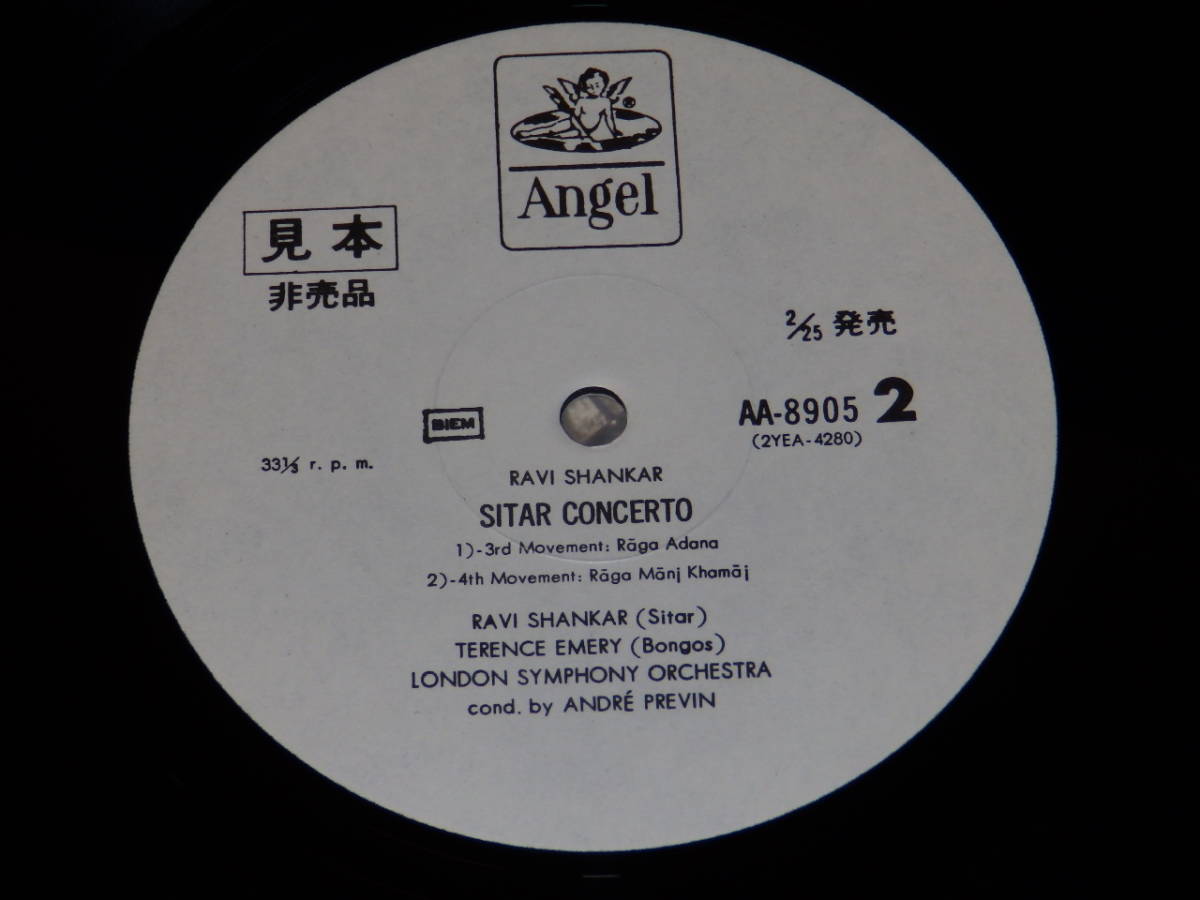 ®
Angel
見本
非売品
2/25 発売
AA-8905 2
(2YEA-4280)
BIEM
33⅓ r. p. m.
RAVI SHANKAR
SITAR CONCERTO
1)-3rd Movement: Rāga Adana
2)-4th Movement: Rāga Mānj Khamāj
RAVI SHANKAR (Sitar)
TERENCE EMERY (Bongos)
LONDON SYMPHONY ORCHESTRA
cond. by ANDRÉ PREVIN